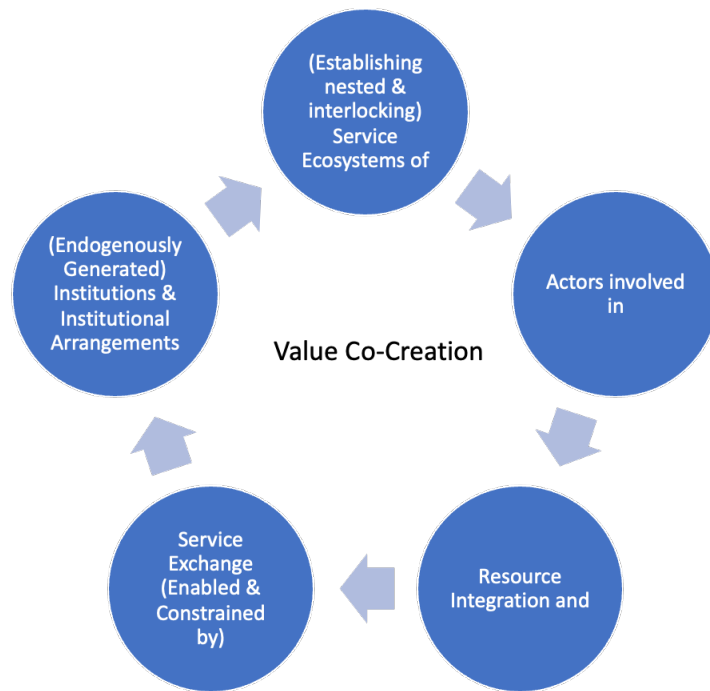 (Establishing
nested &
interlocking)
Service
Ecosystems of
Actors involved
in
Resource
Integration and
Service
Exchange
(Enabled &
Constrained
by)
(Endogenously
Generated)
Institutions &
Institutional
Arrangements
Value Co-Creation